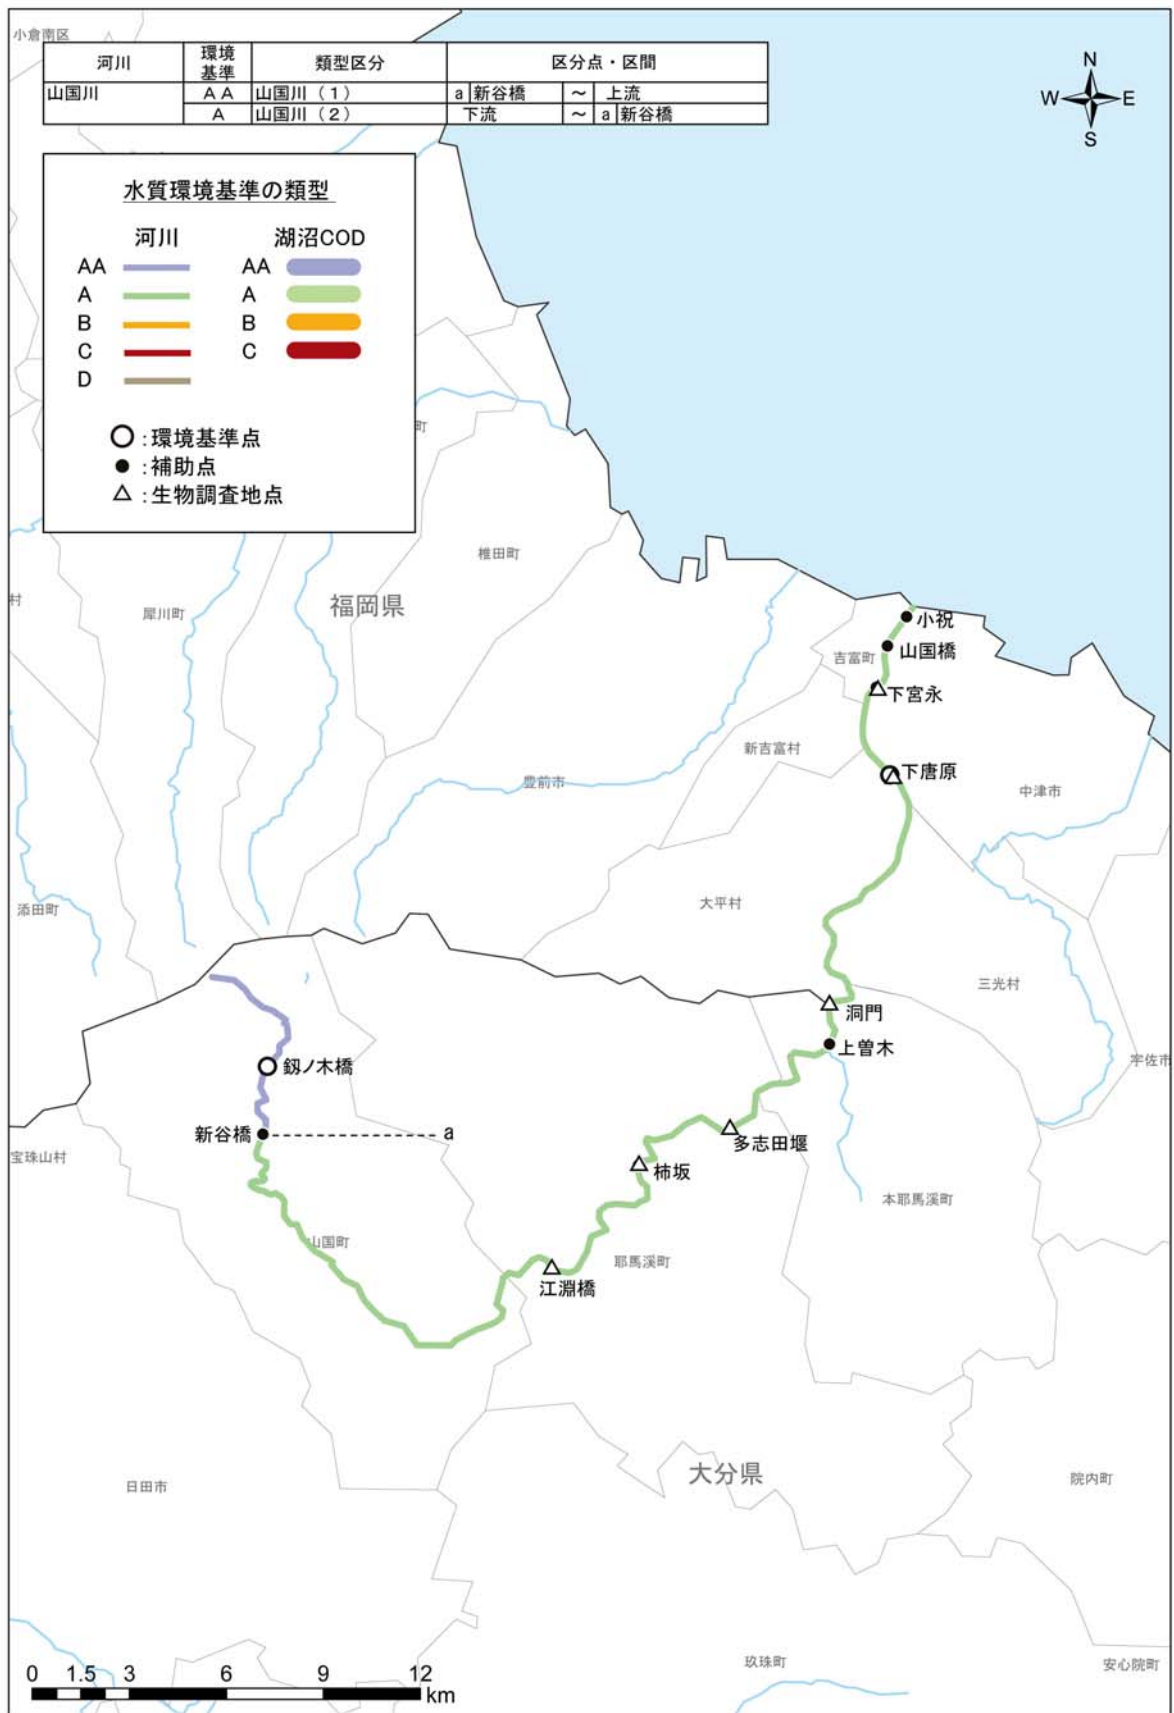 小倉南区
河川 環境基準 類型区分 区分点・区間
山国川 AA 山国川(1) a 新谷橋 ～ 上流
A 山国川(2) 下流 ～ a 新谷橋
N
W E
S
水質環境基準の類型
河川 湖沼COD
AA AA
A A
B B
C C
D
:環境基準点
:補助点
:生物調査地点
町
椎田町
村
犀川町
福岡県
小祝
山国橋
吉富町
下宮永
新吉富村
下唐原
豊前市
中津市
大平村
添田町
三光村
洞門
上曽木
宇佐市
釼ノ木橋
新谷橋
a
多志田堰
宝珠山村
柿坂
本耶馬溪町
山国町
耶馬溪町
江淵橋
大分県
日田市
院内町
玖珠町
安心院町
0 1.5 3 6 9 12
km